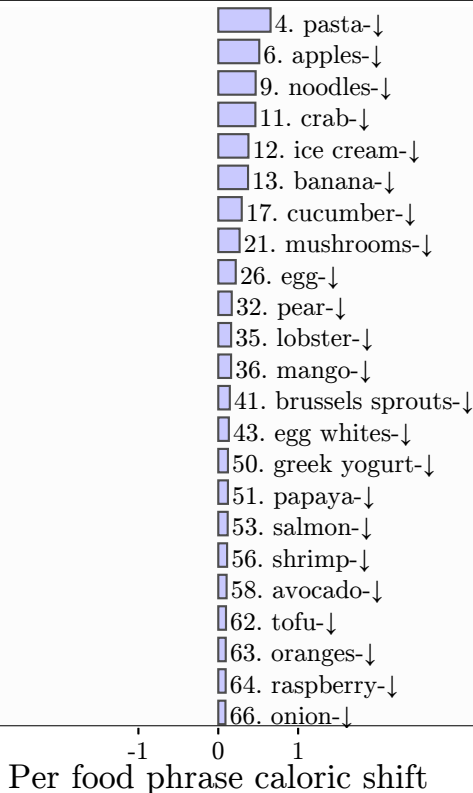 4. pasta-↓
6. apples-↓
9. noodles-↓
11. crab-↓
12. ice cream-↓
13. banana-↓
17. cucumber-↓
21. mushrooms-↓
26. egg-↓
32. pear-↓
35. lobster-↓
36. mango-↓
41. brussels sprouts-↓
43. egg whites-↓
50. greek yogurt-↓
51. papaya-↓
53. salmon-↓
56. shrimp-↓
58. avocado-↓
62. tofu-↓
63. oranges-↓
64. raspberry-↓
66. onion-↓
-1 0 1
Per food phrase caloric shift